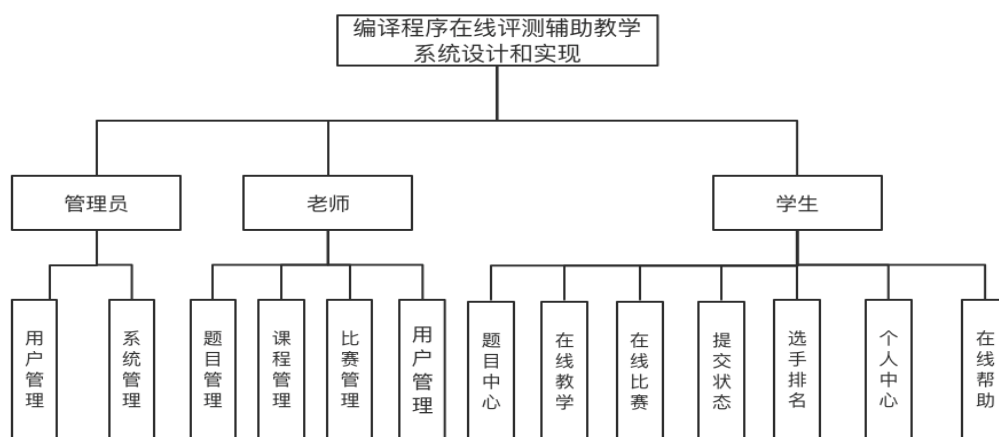 编译程序在线评测辅助教学
系统设计和实现
管理员
老师
学生
用户管理
系统管理
题目管理
课程管理
比赛管理
用户管理
题目中心
在线教学
在线比赛
提交状态
选手排名
个人中心
在线帮助